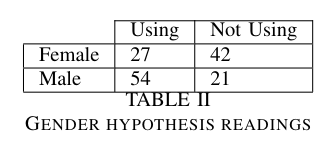 Using Not Using
Female 27 42
Male 54 21
TABLE II
GENDER HYPOTHESIS READINGS